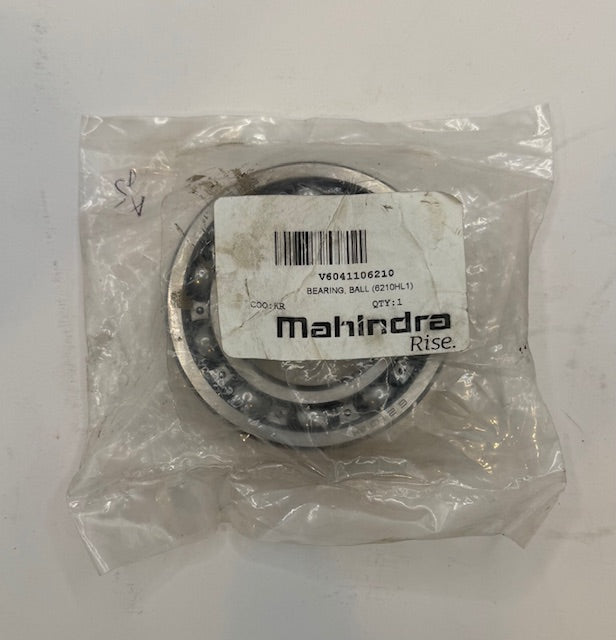 V6041106210
BEARING, BALL (6210HL1)
COO:KR QTY:1
Mahindra
Rise.